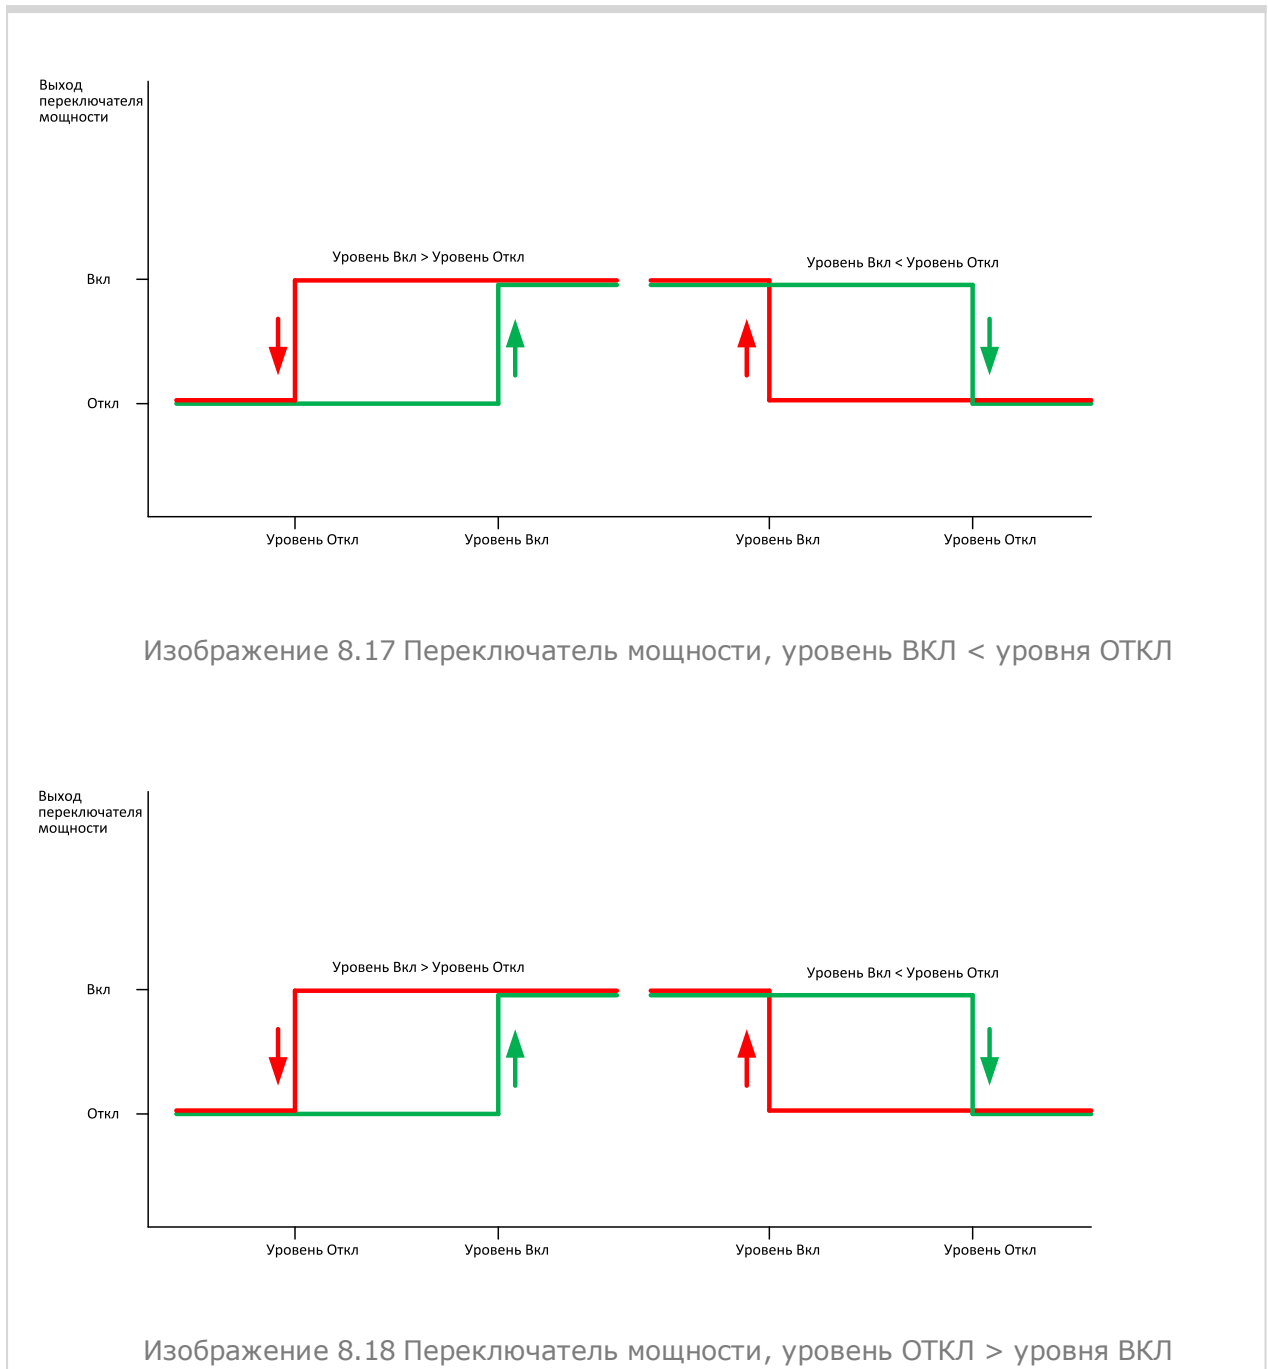 Выход
переключателя
мощности
Уровень Вкл > Уровень Откл
Уровень Вкл < Уровень Откл
Вкл
Откл
Уровень Откл
Уровень Вкл
Уровень Вкл
Уровень Откл
Изображение 8.17 Переключатель мощности, уровень ВКЛ < уровня ОТКЛ
Выход
переключателя
мощности
Уровень Вкл > Уровень Откл
Уровень Вкл < Уровень Откл
Вкл
Откл
Уровень Откл
Уровень Вкл
Уровень Вкл
Уровень Откл
Изображение 8.18 Переключатель мощности, уровень ОТКЛ > уровня ВКЛ